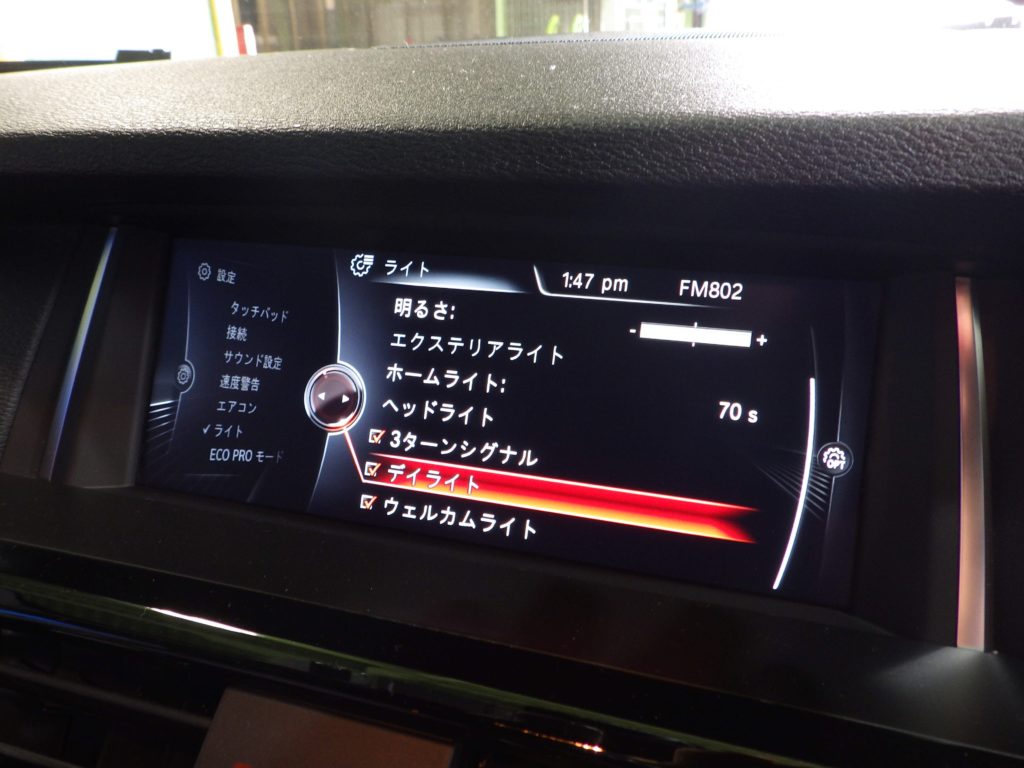 設定
タッチパッド
接続
サウンド設定
速度警告
エアコン
ライト
ECO PRO モード
ライト
1:47 pm FM802
明るさ: - +
エクステリアライト
ホームライト:
ヘッドライト 70 s
3ターンシグナル
デイライト
ウェルカムライト
OPT